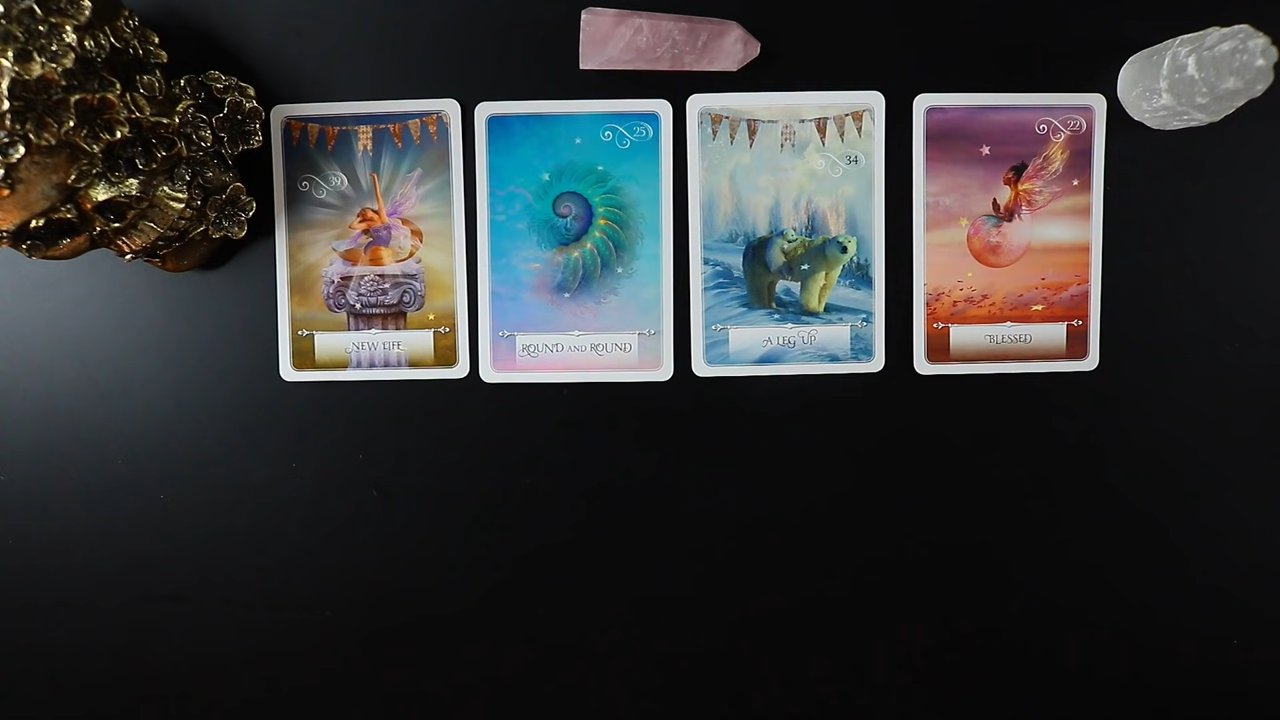 39
NEW LIFE
25
ROUND AND ROUND
34
A LEG UP
22
BLESSED